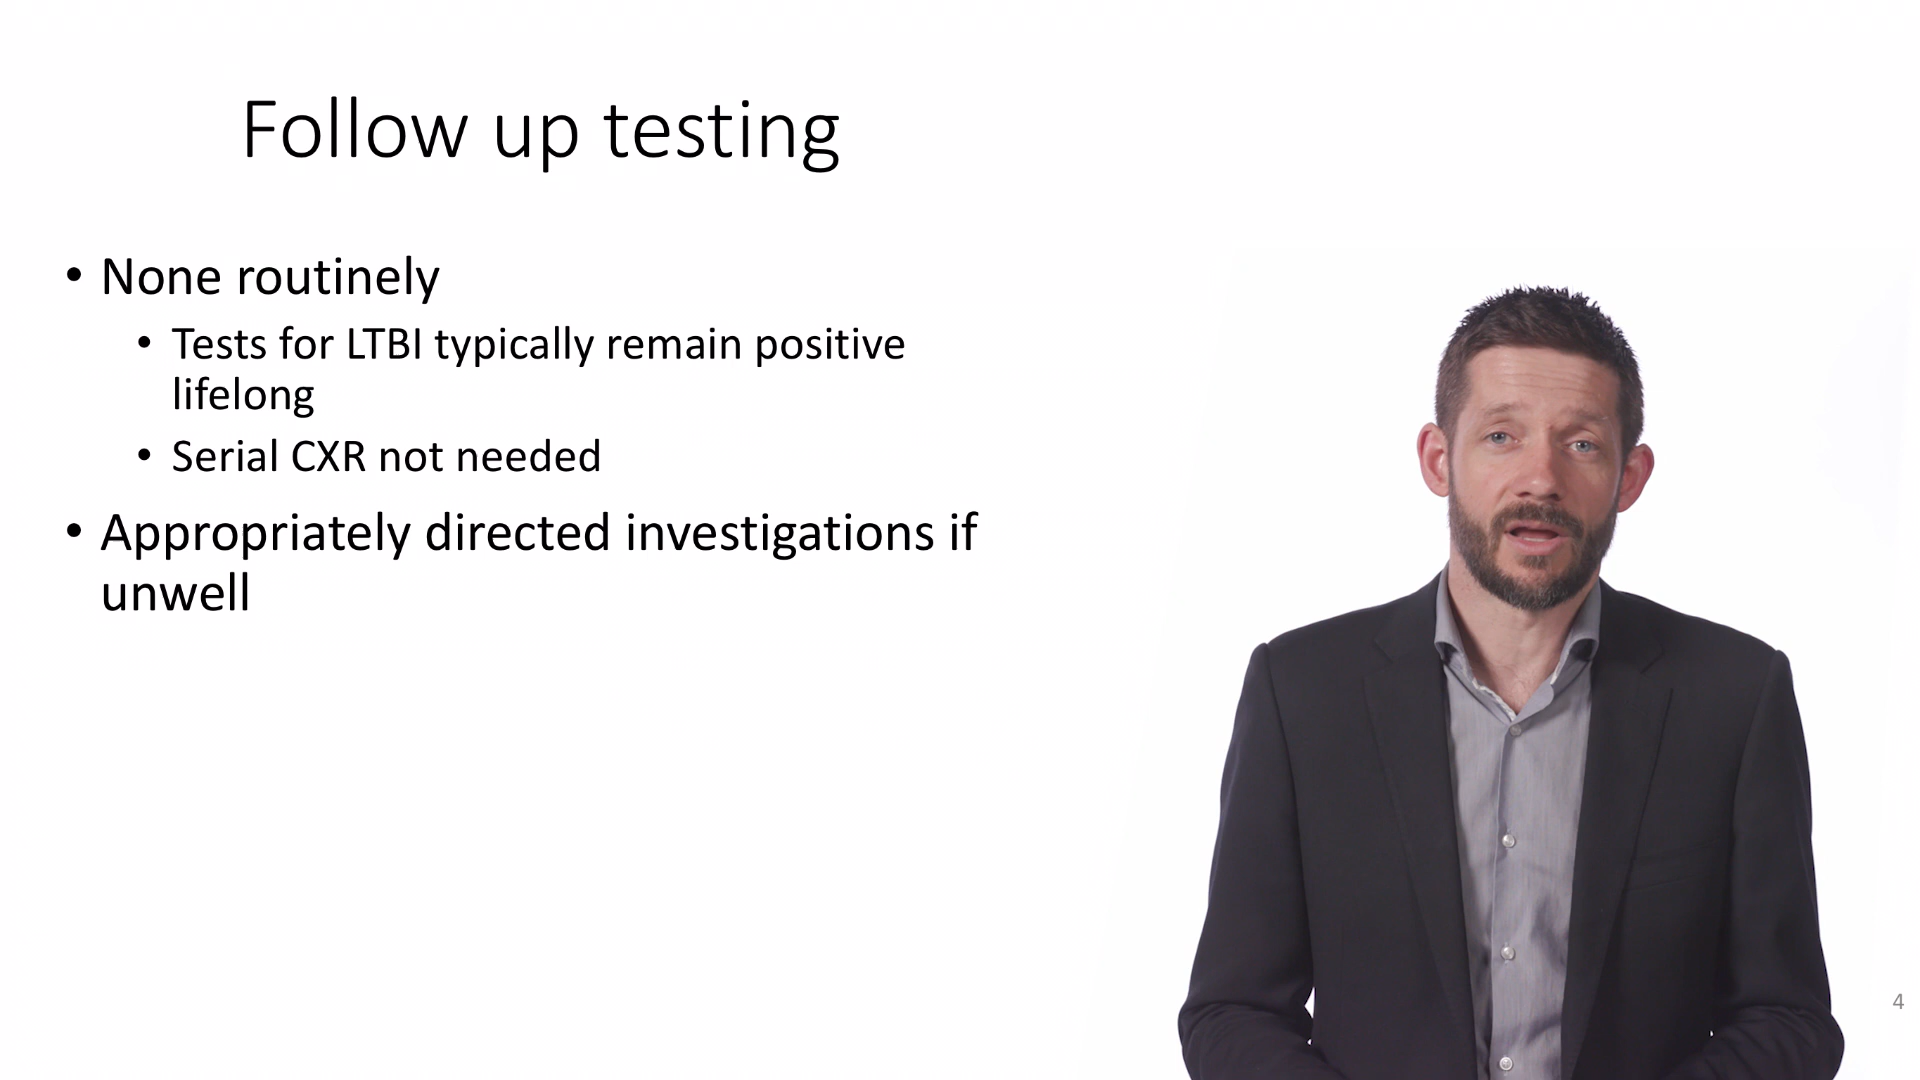 Follow up testing
• None routinely
• Tests for LTBI typically remain positive
lifelong
• Serial CXR not needed
• Appropriately directed investigations if
unwell
4